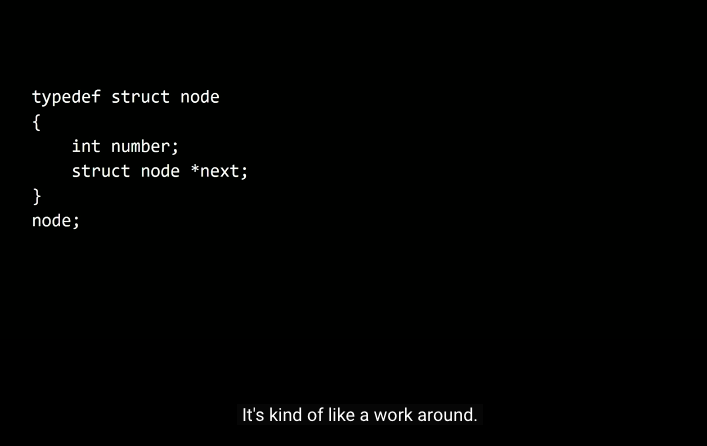 typedef struct node
{
    int number;
    struct node *next;
}
node;
It's kind of like a work around.